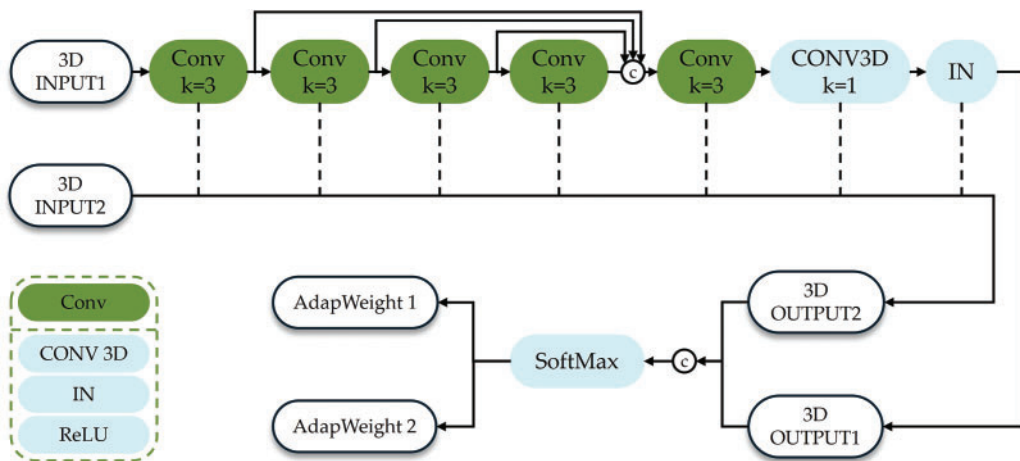 3D
INPUT1
Conv
k=3
Conv
k=3
Conv
k=3
Conv
k=3
c
Conv
k=3
CONV3D
k=1
IN
3D
INPUT2
Conv
CONV 3D
IN
ReLU
AdapWeight 1
AdapWeight 2
SoftMax
c
3D
OUTPUT2
3D
OUTPUT1